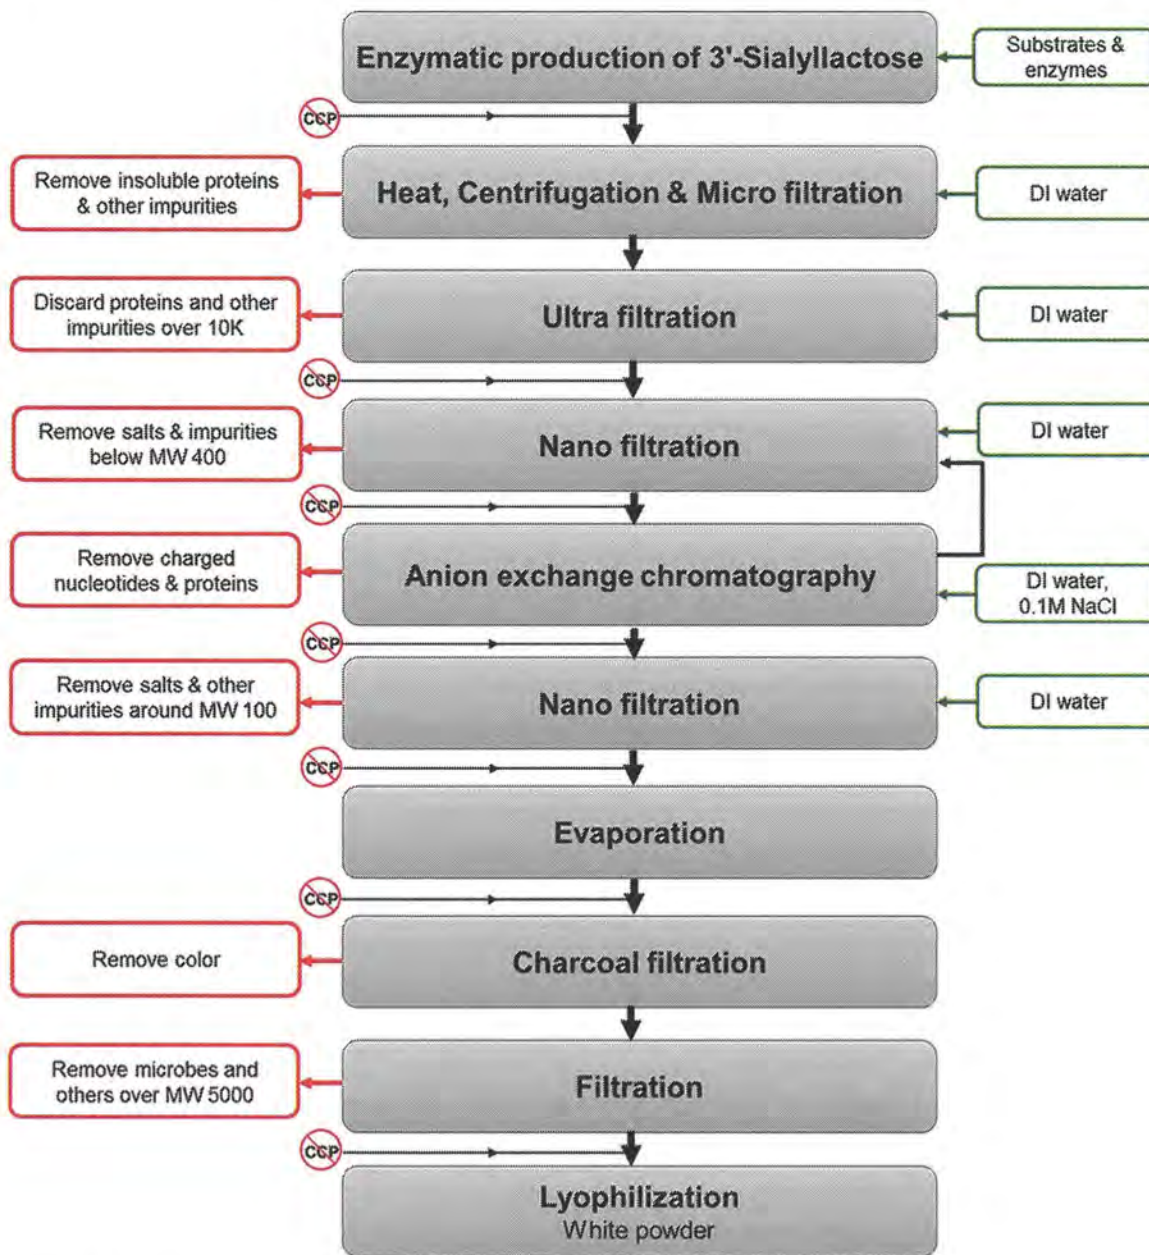 Enzymatic production of 3'-Sialyllactose
Substrates &
enzymes
CCP
Remove insoluble proteins
& other impurities
Heat, Centrifugation & Micro filtration
DI water
Discard proteins and other
impurities over 10K
Ultra filtration
DI water
CCP
Remove salts & impurities
below MW 400
Nano filtration
DI water
CCP
Remove charged
nucleotides & proteins
Anion exchange chromatography
DI water,
0.1M NaCl
CCP
Remove salts & other
impurities around MW 100
Nano filtration
DI water
CCP
Evaporation
CCP
Remove color
Charcoal filtration
Remove microbes and
others over MW 5000
Filtration
CCP
Lyophilization
White powder